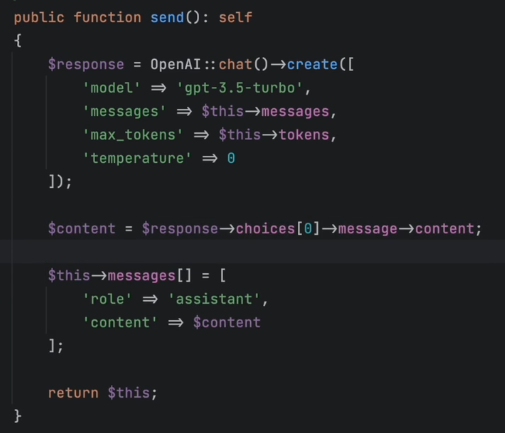 public function send(): self
{
    $response = OpenAI::chat()->create([
        'model' => 'gpt-3.5-turbo',
        'messages' => $this->messages,
        'max_tokens' => $this->tokens,
        'temperature' => 0
    ]);

    $content = $response->choices[0]->message->content;

    $this->messages[] = [
        'role' => 'assistant',
        'content' => $content
    ];

    return $this;
}